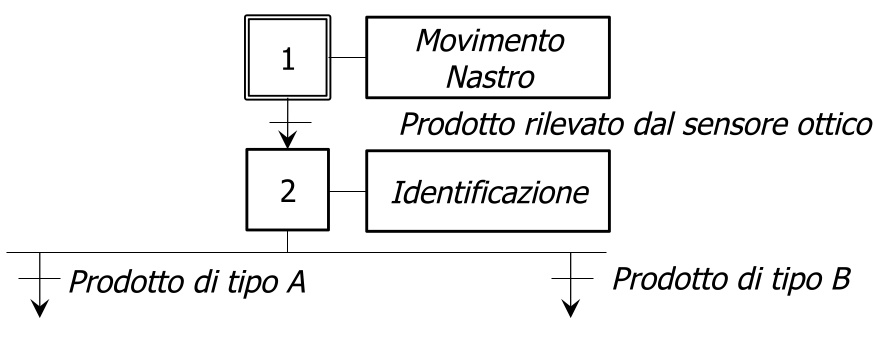 1
Movimento
Nastro
Prodotto rilevato dal sensore ottico
2
Identificazione
Prodotto di tipo A
Prodotto di tipo B